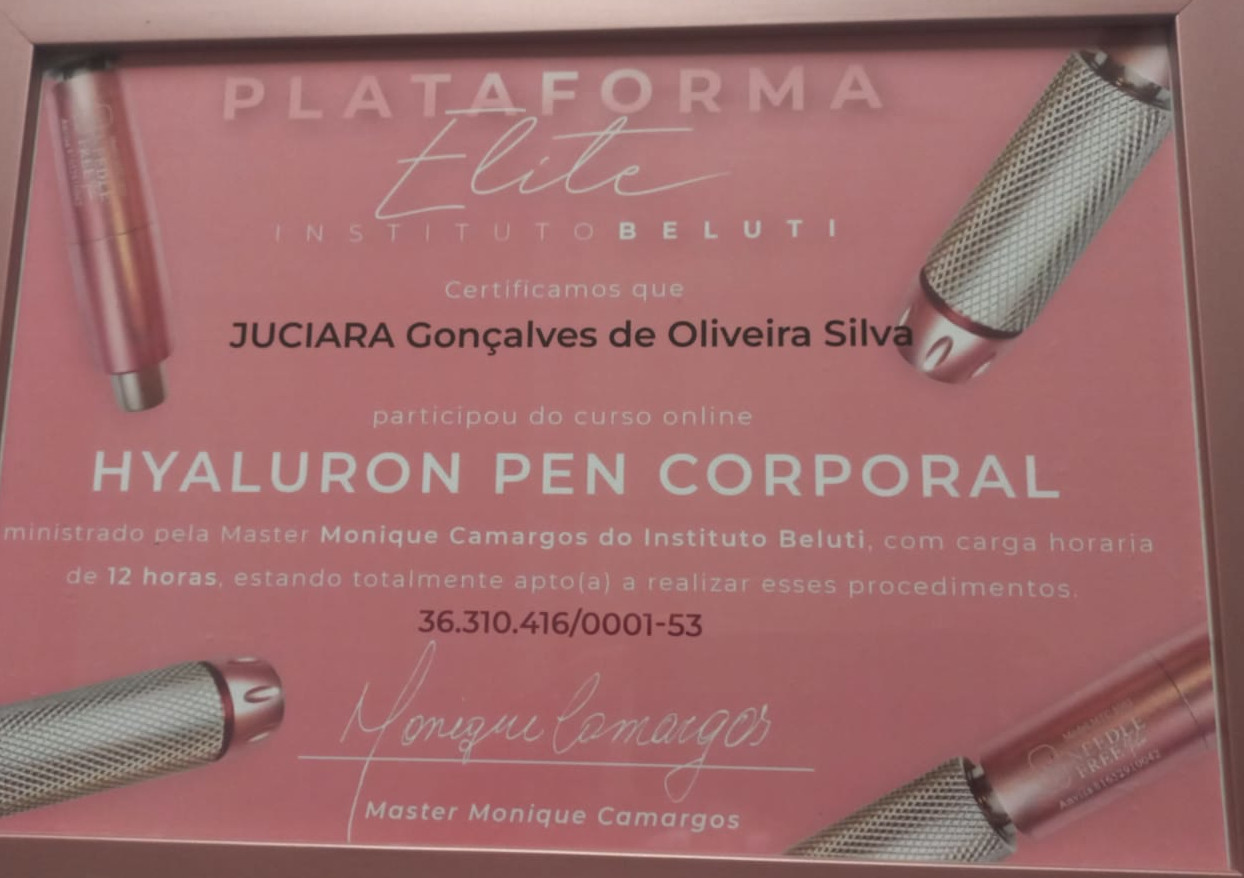 PLATAFORMA
Elite
INSTITUTO BELUTI
Certificamos que
JUCIARA Gonçalves de Oliveira Silva
participou do curso online
HYALURON PEN CORPORAL
ministrado pela Master Monique Camargos do Instituto Beluti, com carga horaria
de 12 horas, estando totalmente apto(a) a realizar esses procedimentos.
36.310.416/0001-53
Monique Camargos
Master Monique Camargos
NEEDLE
FREE